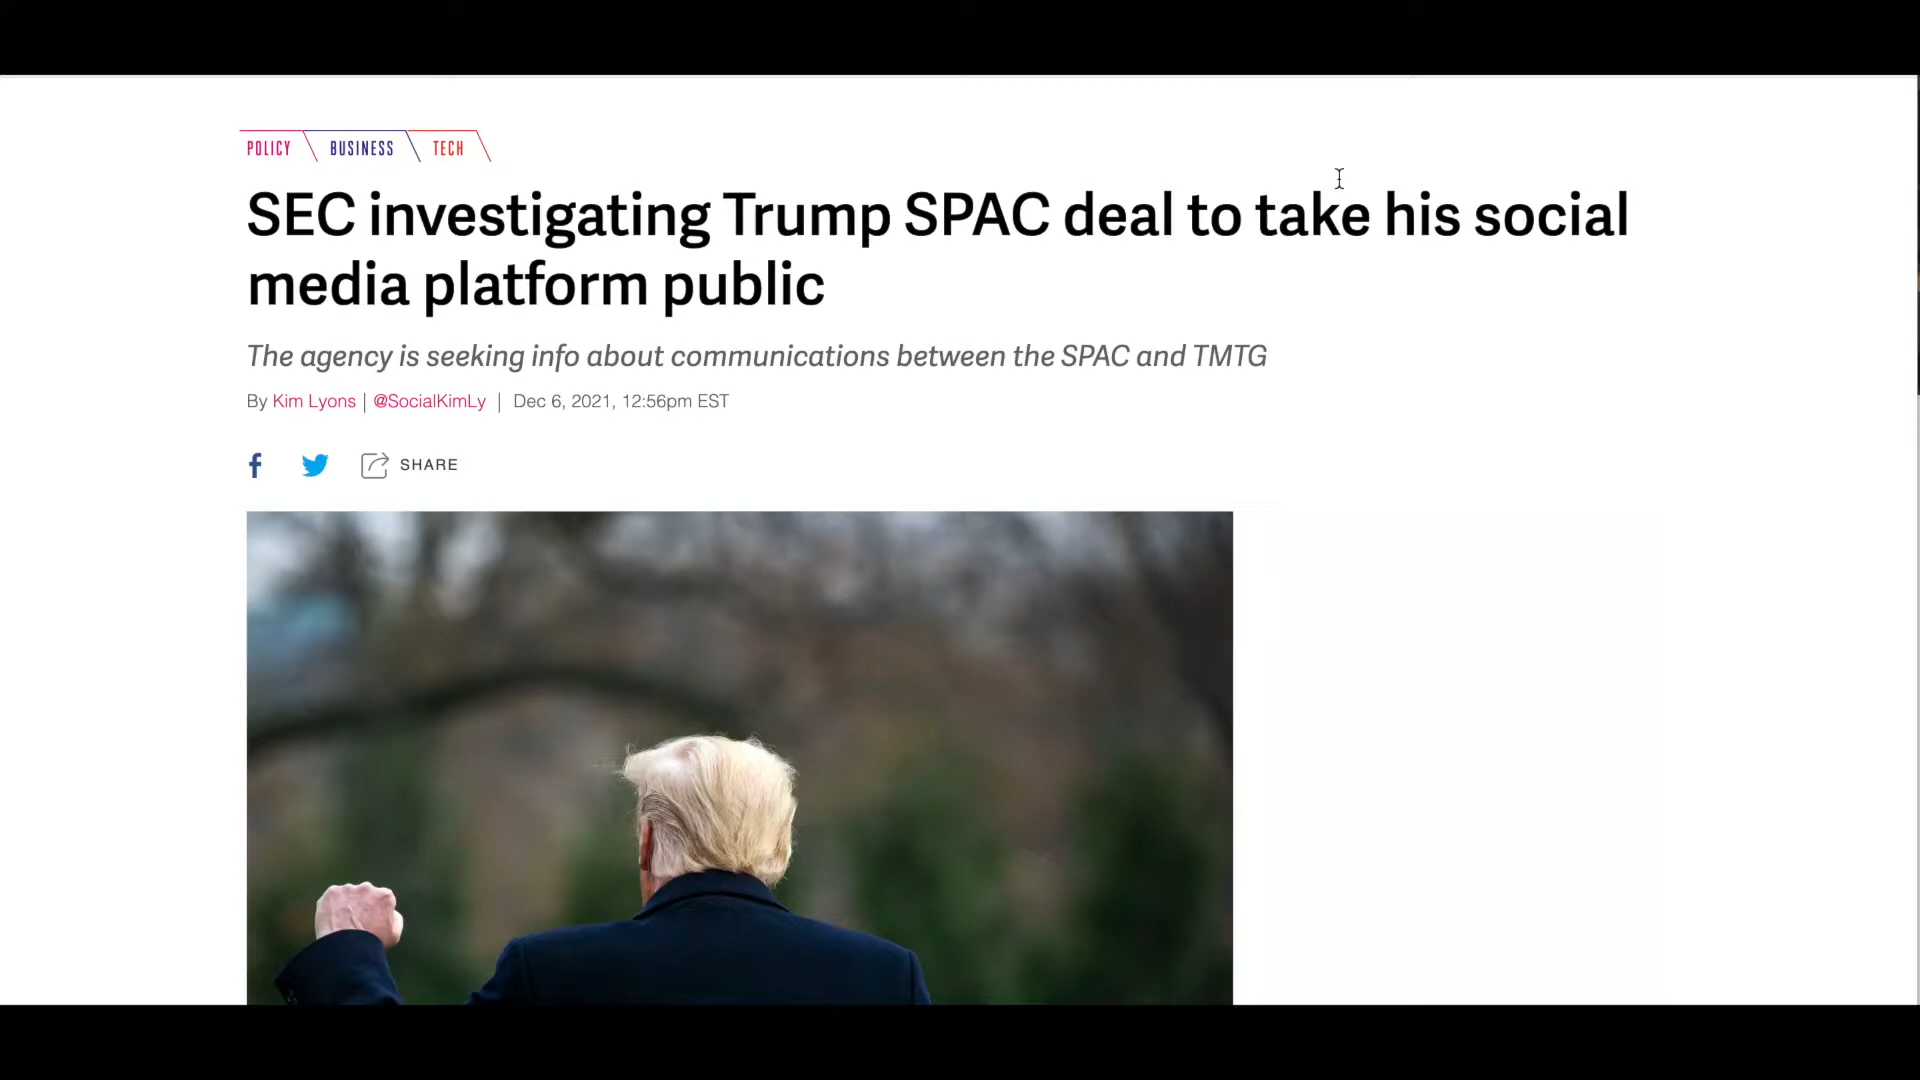 POLICY BUSINESS TECH
SEC investigating Trump SPAC deal to take his social
media platform public
The agency is seeking info about communications between the SPAC and TMTG
By Kim Lyons | @SocialKimLy | Dec 6, 2021, 12:56pm EST
SHARE